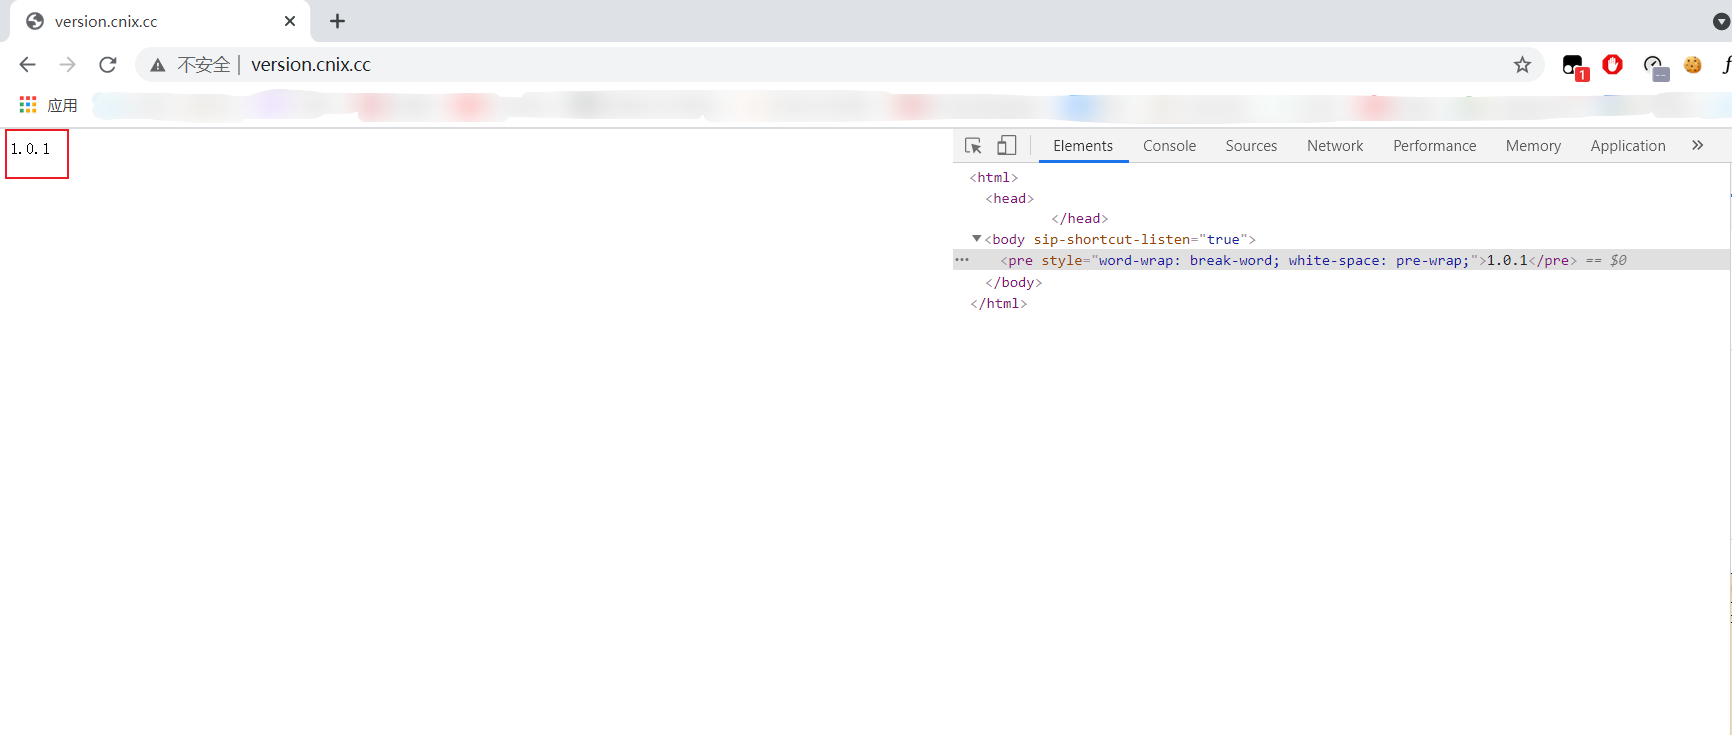 version.cnix.cc
不安全 | version.cnix.cc
1
应用
1.0.1
Elements Console Sources Network Performance Memory Application »
<html>
<head>
</head>
<body sip-shortcut-listen="true">
<pre style="word-wrap: break-word; white-space: pre-wrap;">1.0.1</pre> == $0
</body>
</html>